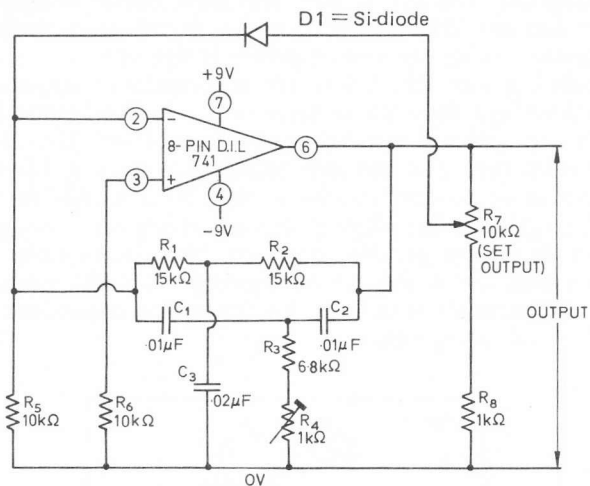 D1 = Si-diode
+9V
7
2
-
8-PIN D.I.L
741
6
3
+
4
-9V
R7
10kΩ
(SET
OUTPUT)
R1
15kΩ
R2
15kΩ
C1
.01µF
C2
.01µF
R3
6.8kΩ
OUTPUT
C3
.02µF
R5
10kΩ
R6
10kΩ
R4
1kΩ
R8
1kΩ
0V